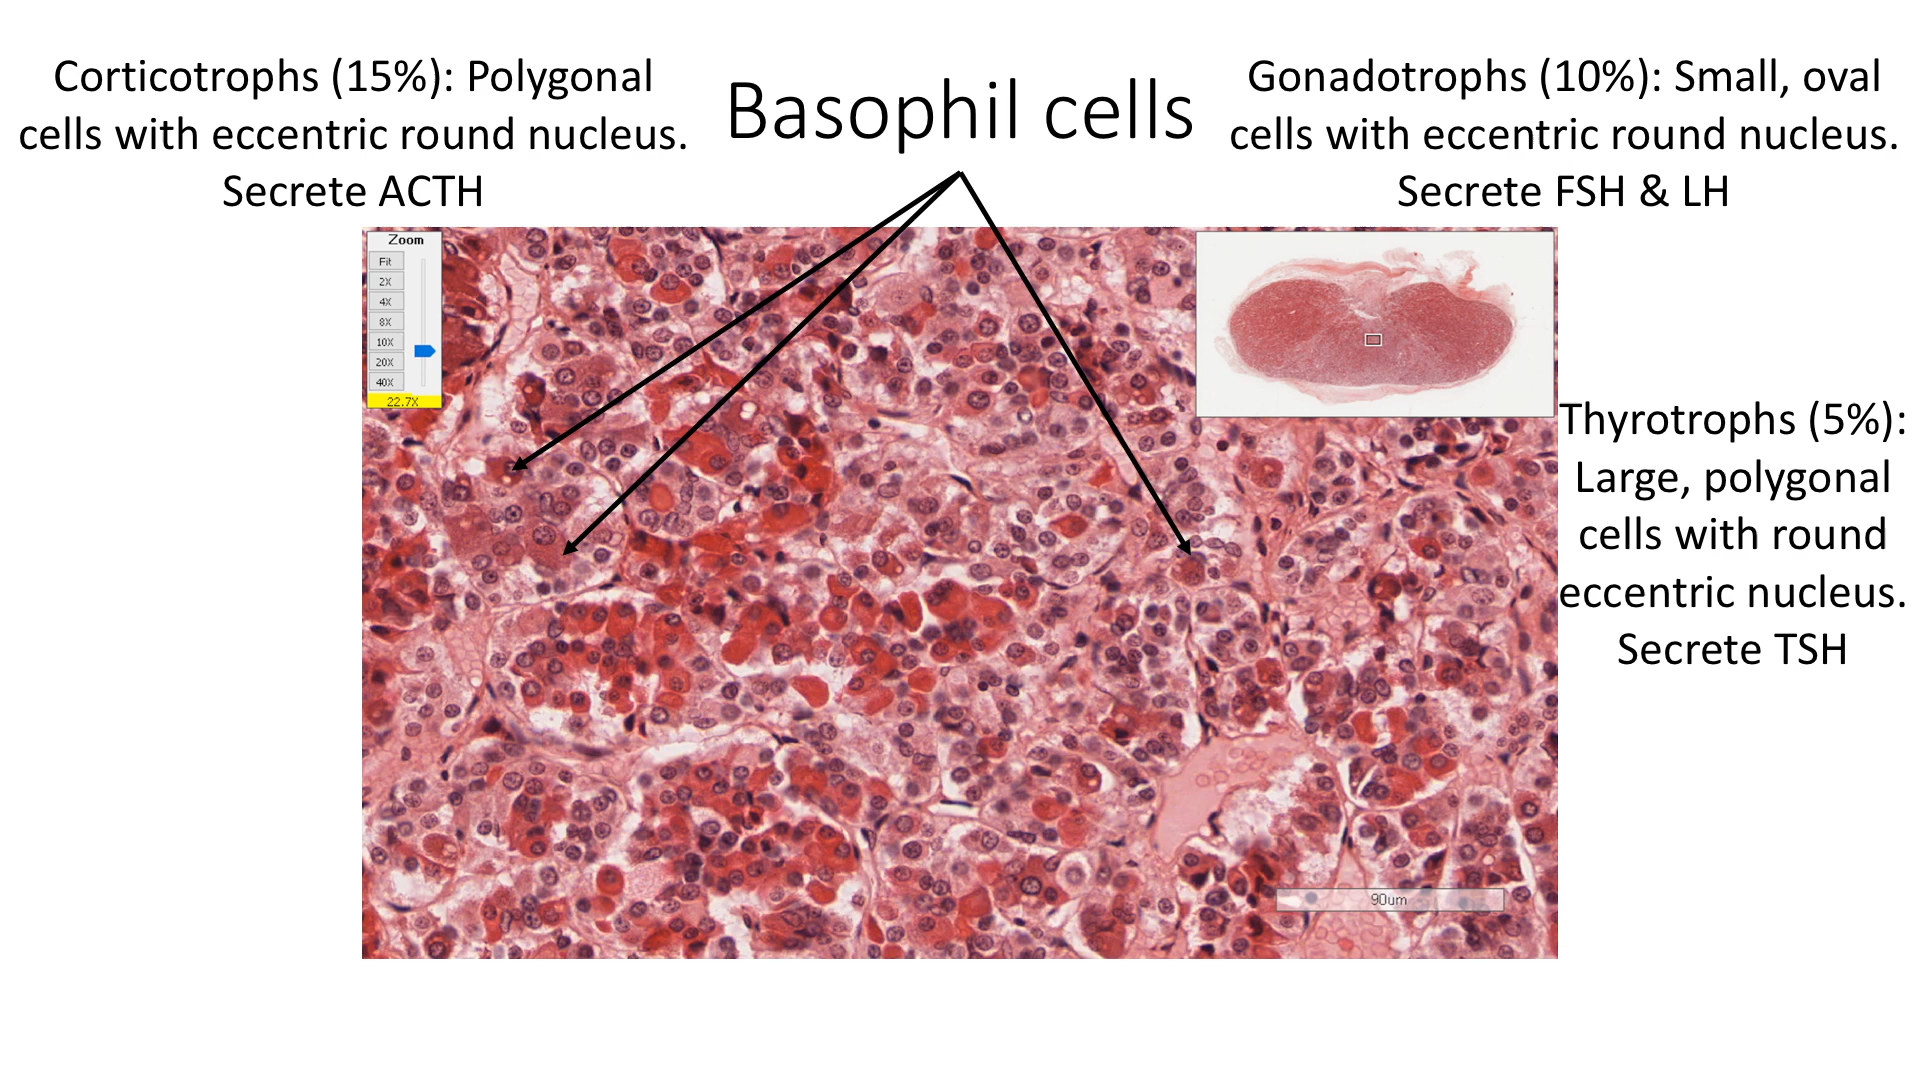 Corticotrophs (15%): Polygonal
cells with eccentric round nucleus.
Secrete ACTH
Basophil cells
Gonadotrophs (10%): Small, oval
cells with eccentric round nucleus.
Secrete FSH & LH
Zoom
Fit
2X
4X
8X
10X
20X
40X
22.7X
Thyrotrophs (5%):
Large, polygonal
cells with round
eccentric nucleus.
Secrete TSH
90um